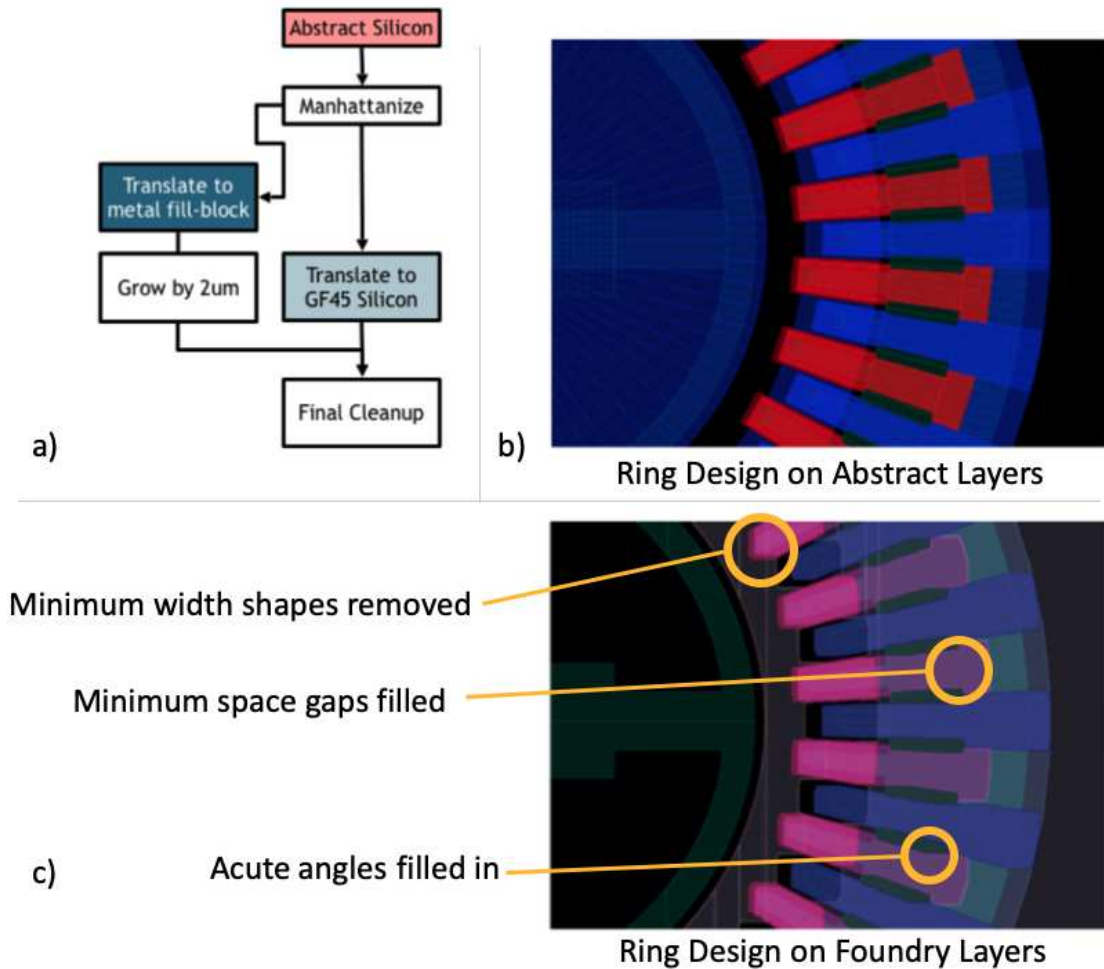 Abstract Silicon
Manhattanize
Translate to
metal fill-block
Grow by 2um
Translate to
GF45 Silicon
Final Cleanup
a)
b)
Ring Design on Abstract Layers
Minimum width shapes removed
Minimum space gaps filled
Acute angles filled in
c)
Ring Design on Foundry Layers